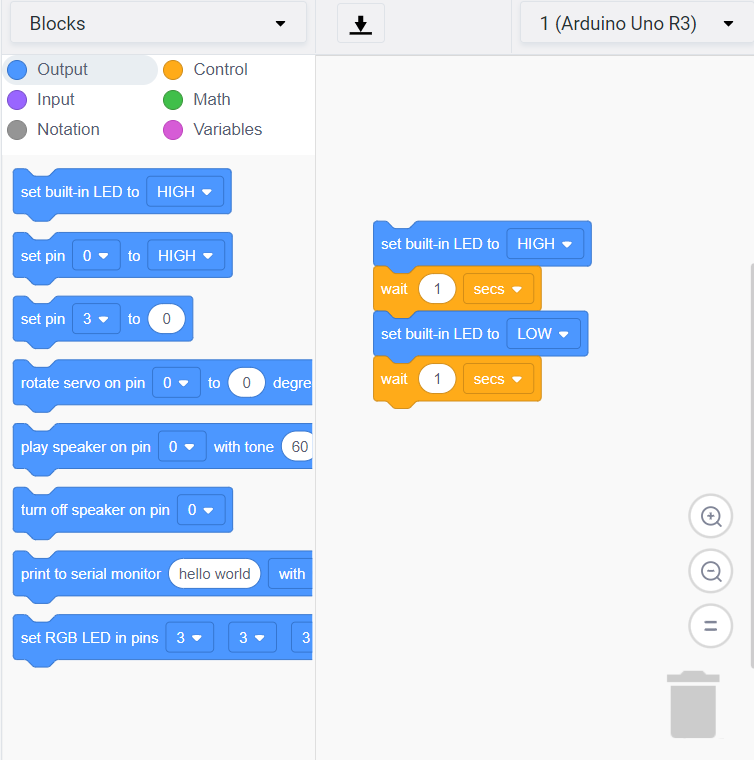 Blocks
1 (Arduino Uno R3)
Output
Control
Input
Math
Notation
Variables
set built-in LED to HIGH
set pin 0 to HIGH
set pin 3 to 0
rotate servo on pin 0 to 0 degre
play speaker on pin 0 with tone 60
turn off speaker on pin 0
print to serial monitor hello world with
set RGB LED in pins 3 3 3
set built-in LED to HIGH
wait 1 secs
set built-in LED to LOW
wait 1 secs